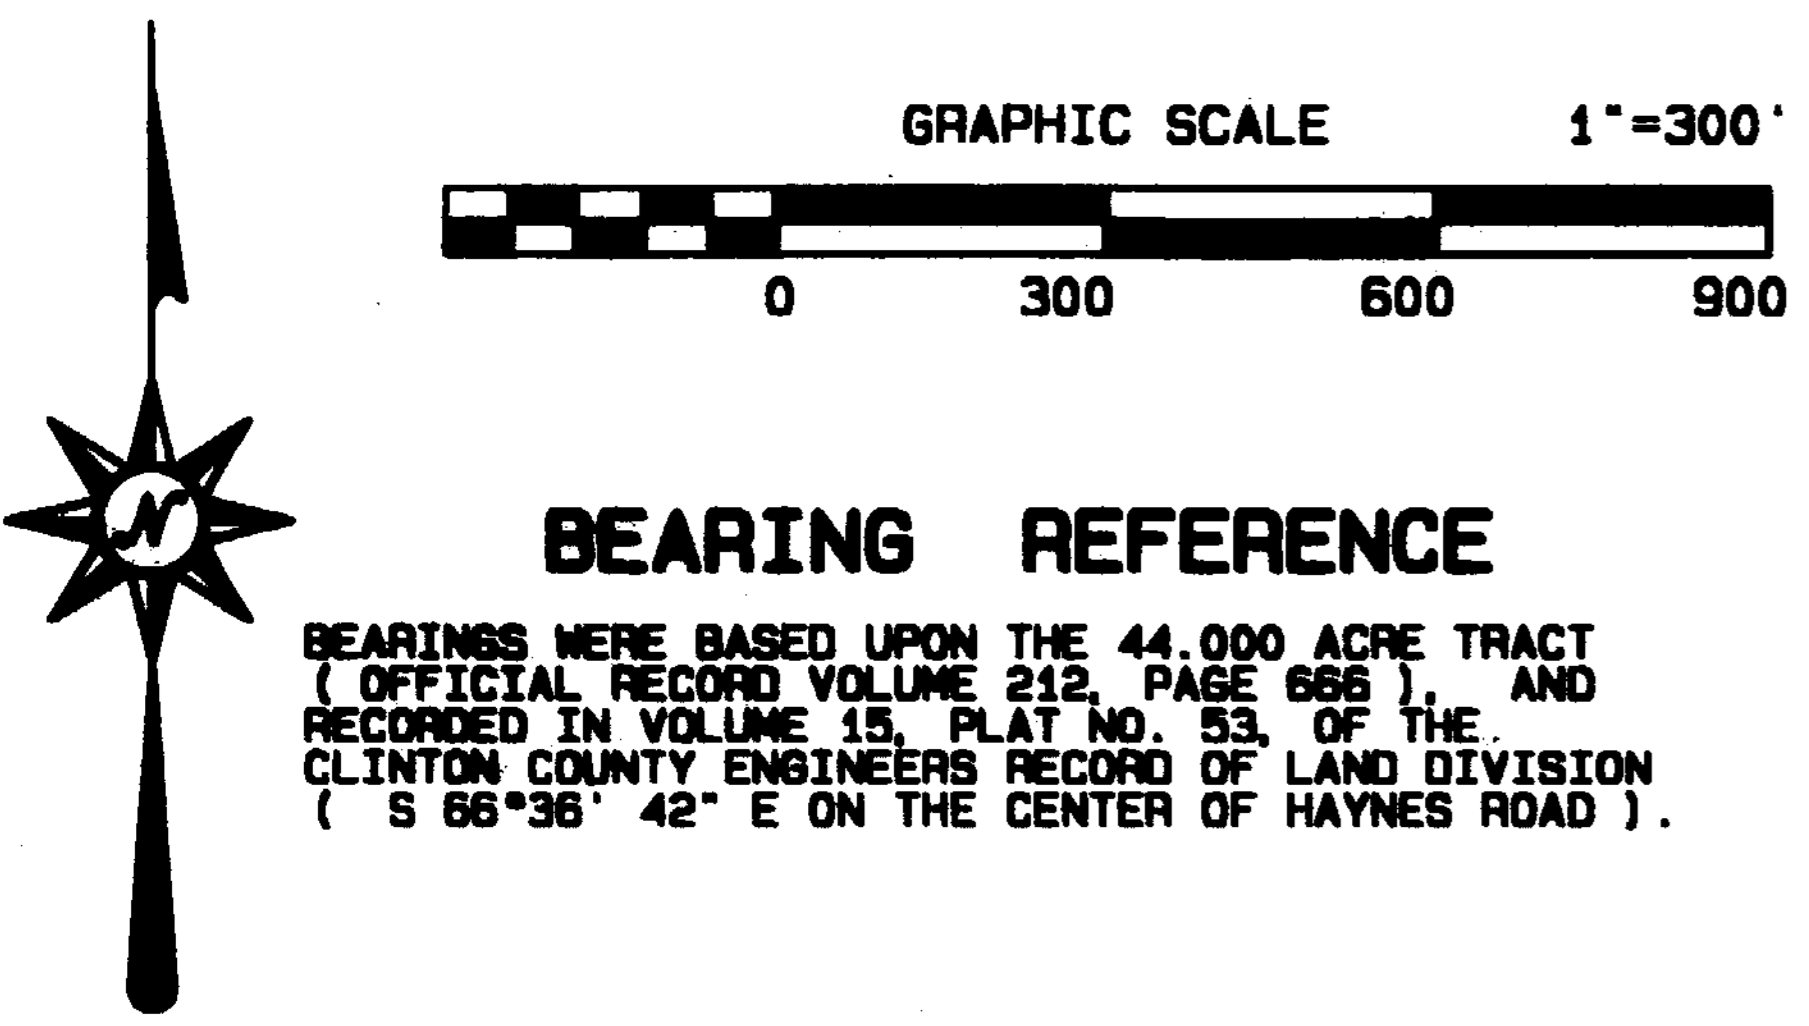 GRAPHIC SCALE 1"=300'
0 300 600 900
N
BEARING REFERENCE
BEARINGS WERE BASED UPON THE 44.000 ACRE TRACT
( OFFICIAL RECORD VOLUME 212, PAGE 666 ), AND
RECORDED IN VOLUME 15, PLAT NO. 53, OF THE
CLINTON COUNTY ENGINEERS RECORD OF LAND DIVISION
( S 66°36' 42" E ON THE CENTER OF HAYNES ROAD ).